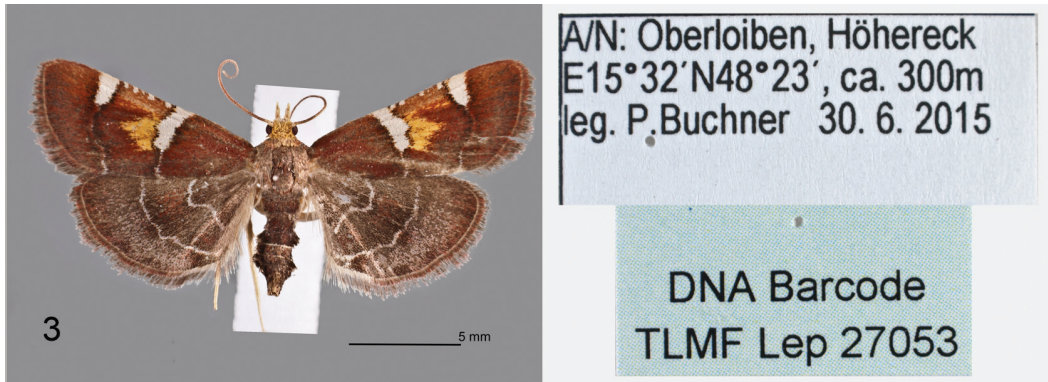 3
5 mm
A/N: Oberloiben, Höhereck
E15°32´N48°23´, ca. 300m
leg. P.Buchner 30. 6. 2015
DNA Barcode
TLMF Lep 27053